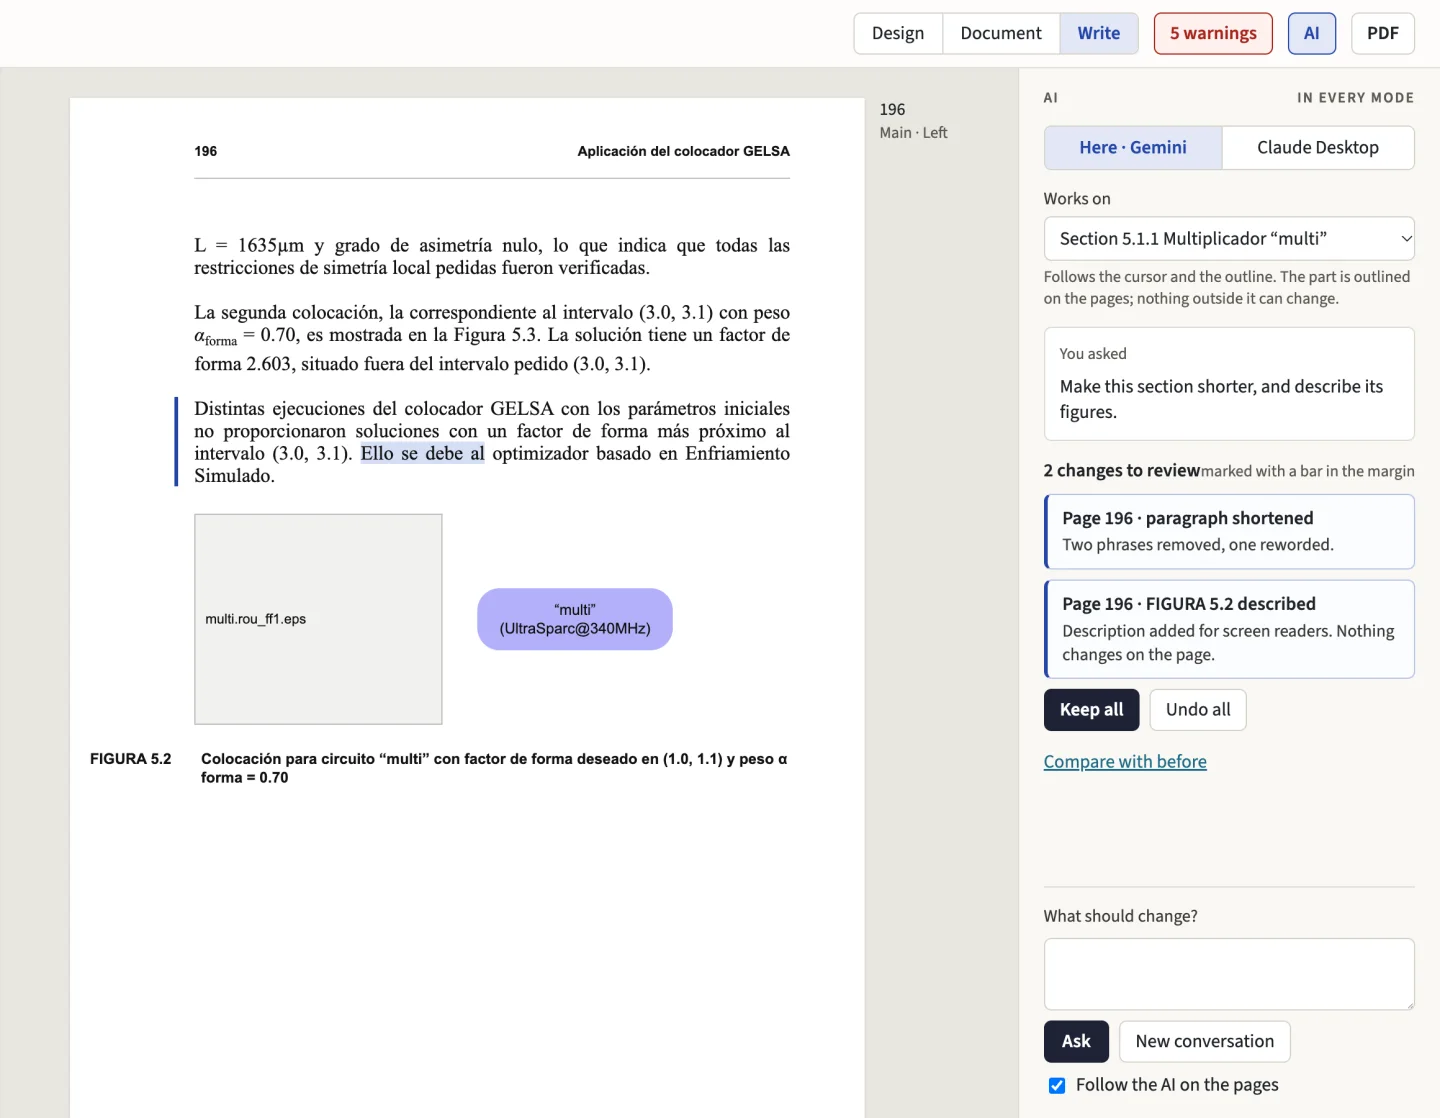 Design Document Write 5 warnings AI PDF
196
Main · Left
196 Aplicación del colocador GELSA
L = 1635µm y grado de asimetría nulo, lo que indica que todas las
restricciones de simetría local pedidas fueron verificadas.
La segunda colocación, la correspondiente al intervalo (3.0, 3.1) con peso
αforma = 0.70, es mostrada en la Figura 5.3. La solución tiene un factor de
forma 2.603, situado fuera del intervalo pedido (3.0, 3.1).
Distintas ejecuciones del colocador GELSA con los parámetros iniciales
no proporcionaron soluciones con un factor de forma más próximo al
intervalo (3.0, 3.1). Ello se debe al optimizador basado en Enfriamiento
Simulado.
multi.rou_ff1.eps
“multi”
(UltraSparc@340MHz)
FIGURA 5.2 Colocación para circuito “multi” con factor de forma deseado en (1.0, 1.1) y peso α
forma = 0.70
AI IN EVERY MODE
Here · Gemini Claude Desktop
Works on
Section 5.1.1 Multiplicador “multi”
Follows the cursor and the outline. The part is outlined
on the pages; nothing outside it can change.
You asked
Make this section shorter, and describe its
figures.
2 changes to review marked with a bar in the margin
Page 196 · paragraph shortened
Two phrases removed, one reworded.
Page 196 · FIGURA 5.2 described
Description added for screen readers. Nothing
changes on the page.
Keep all Undo all
Compare with before
What should change?
Ask New conversation
Follow the AI on the pages